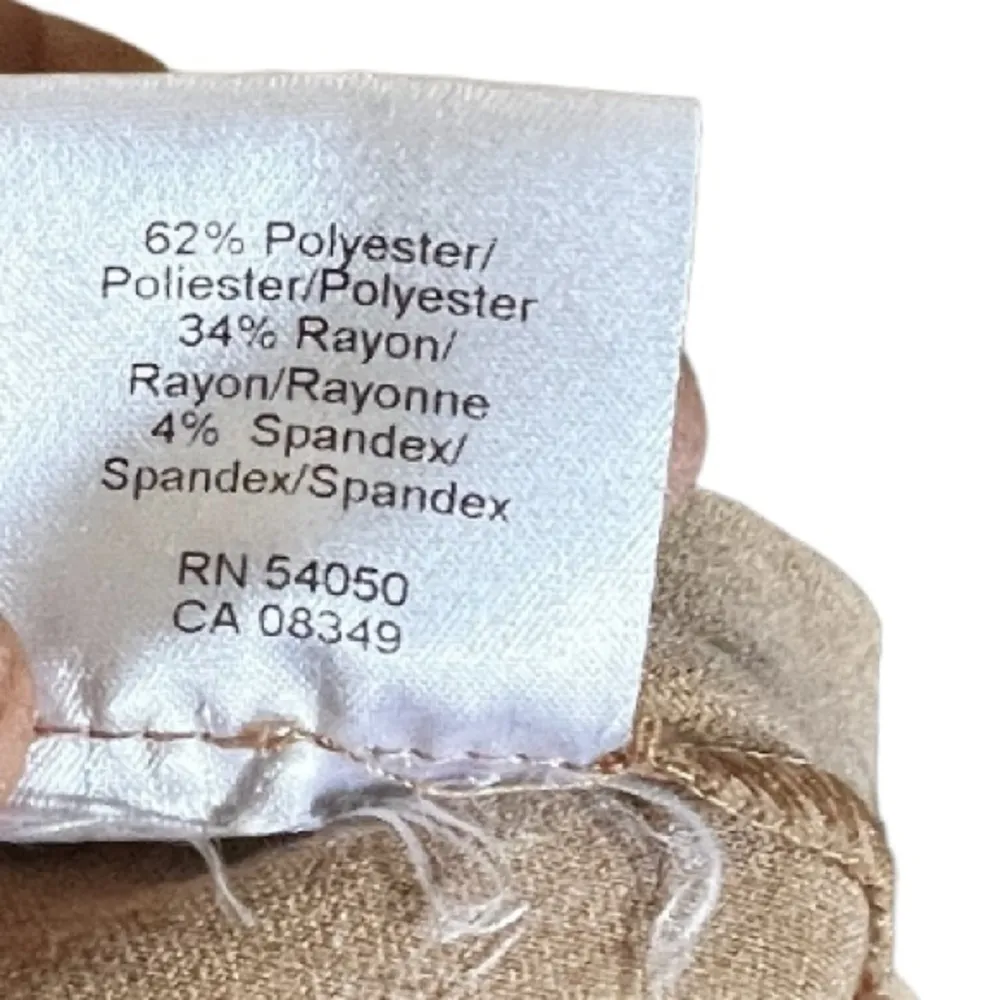 62% Polyester/
Poliester/Polyester
34% Rayon/
Rayon/Rayonne
4% Spandex/
Spandex/Spandex
RN 54050
CA 08349